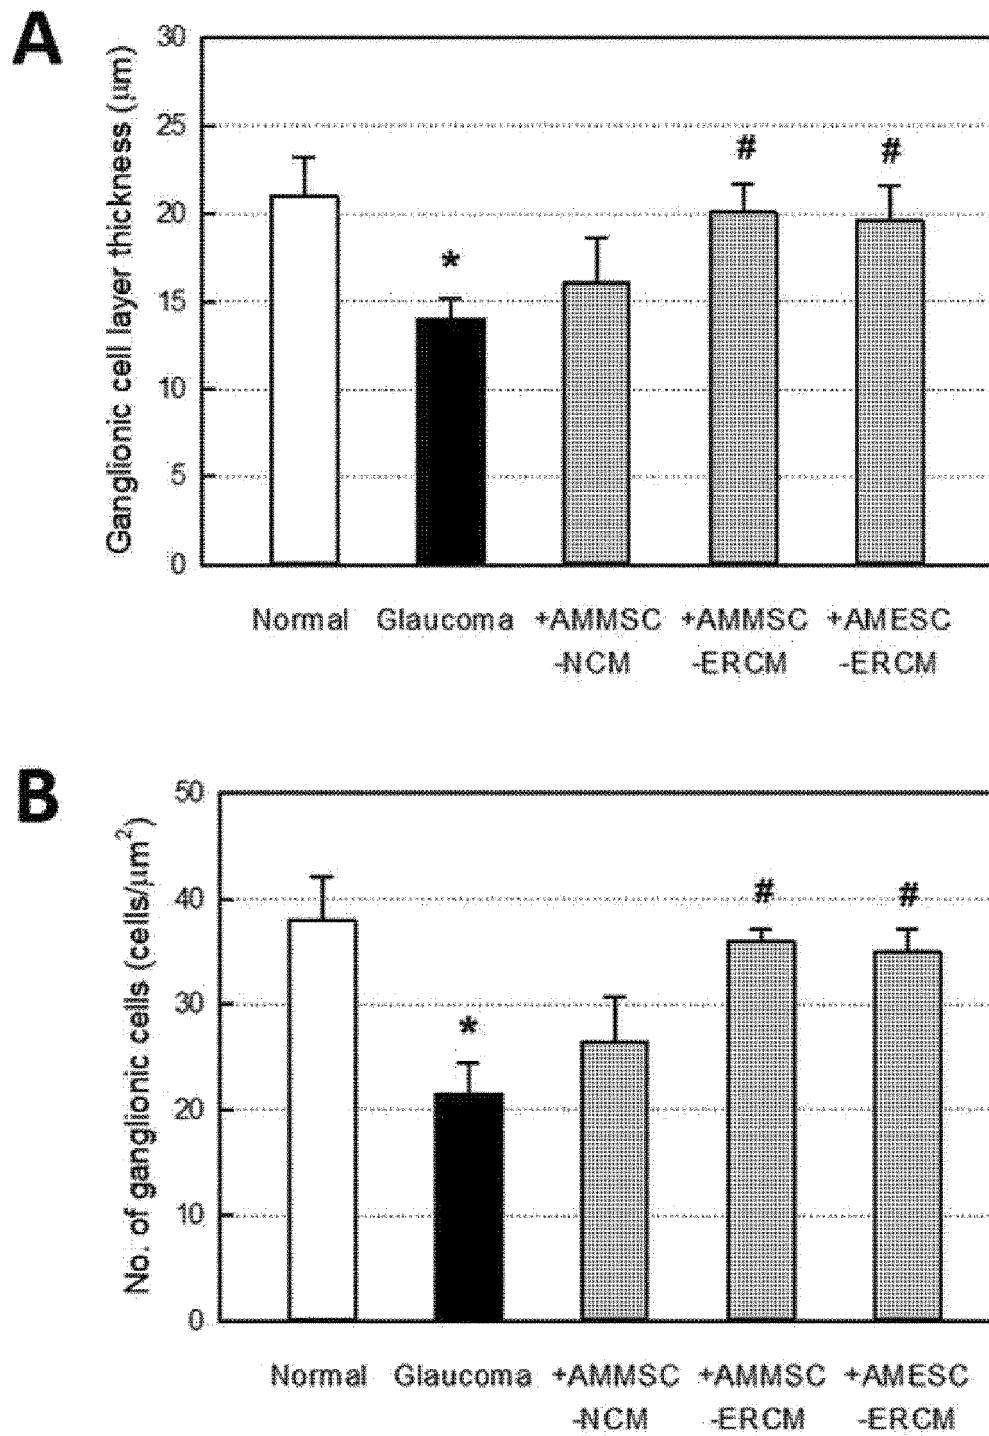 A
Ganglionic cell layer thickness (μm)
30
25
20
15
10
5
0
*
#
#
Normal
Glaucoma
+AMMSC
-NCM
+AMMSC
-ERCM
+AMESC
-ERCM
B
No. of ganglionic cells (cells/μm²)
50
40
30
20
10
0
*
#
#
Normal
Glaucoma
+AMMSC
-NCM
+AMMSC
-ERCM
+AMESC
-ERCM